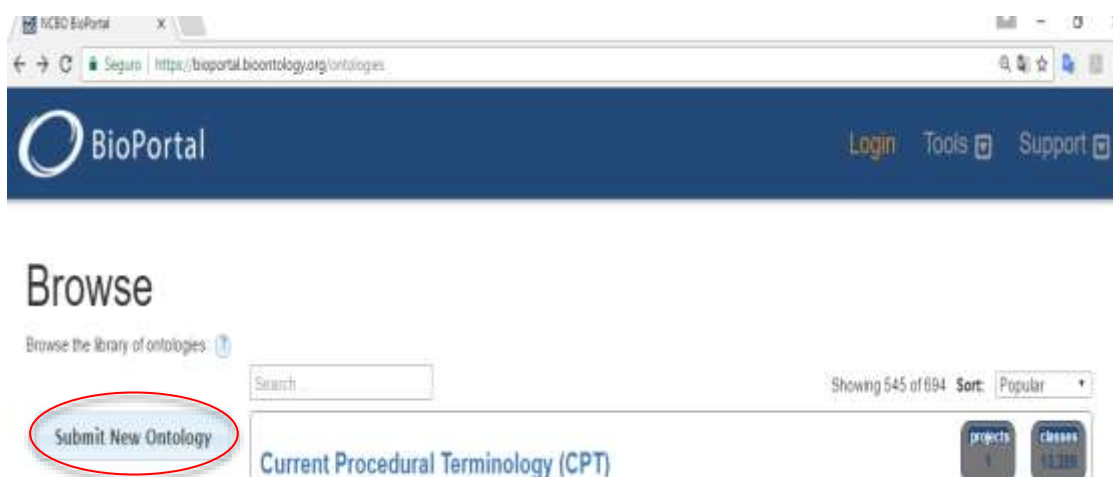 NCBO BioPortal x
Seguro | https://bioportal.bioontology.org/ontologies
BioPortal
Login Tools Support
Browse
Browse the library of ontologies ?
Search ...
Showing 545 of 694 Sort: Popular
Submit New Ontology
projects classes
Current Procedural Terminology (CPT)
1